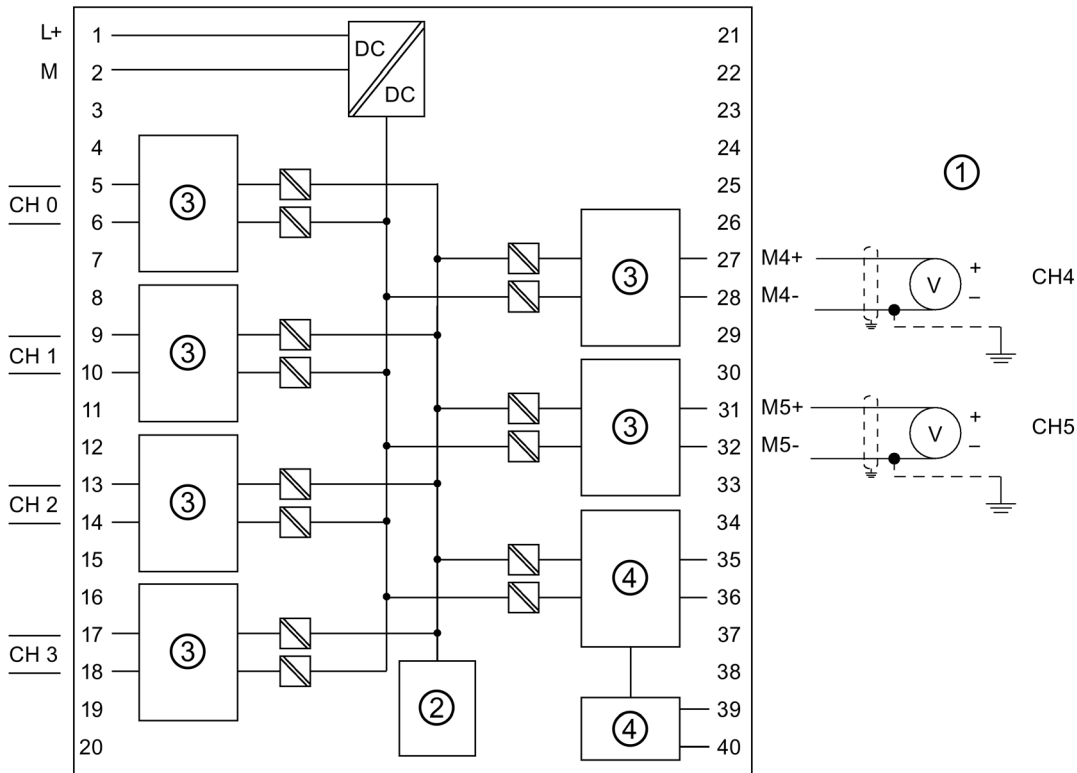 L+ 1 DC 21
M 2 DC 22
3 23
4 24
5 25 ①
CH 0 ③
6 26
7 27 M4+ +
③ V CH4
8 28 M4- –
9 29
CH 1 ③
10 30
11 31 M5+ +
③ V CH5
12 32 M5- –
13 33
CH 2 ③
14 34
15 35
④
16 36
17 37
CH 3 ③
18 38
19 ② 39
④
20 40